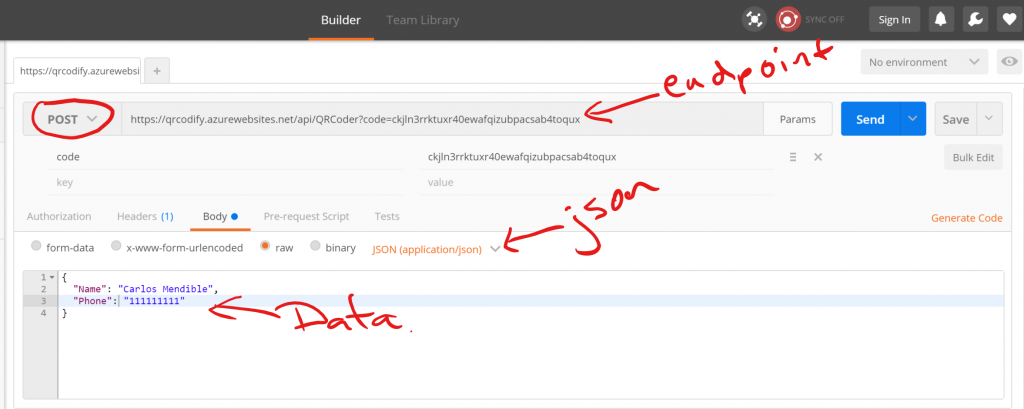 Builder Team Library SYNC OFF Sign In
https://qrcodify.azurewebsi +
No environment
endpoint
POST https://qrcodify.azurewebsites.net/api/QRCoder?code=ckjln3rrktuxr40ewafqizubpacsab4toqux Params Send Save
code ckjln3rrktuxr40ewafqizubpacsab4toqux Bulk Edit
key value
json
Authorization Headers (1) Body Pre-request Script Tests Generate Code
form-data x-www-form-urlencoded raw binary JSON (application/json)
1 {
2 "Name": "Carlos Mendible",
3 "Phone": "111111111"
4 }
Data.